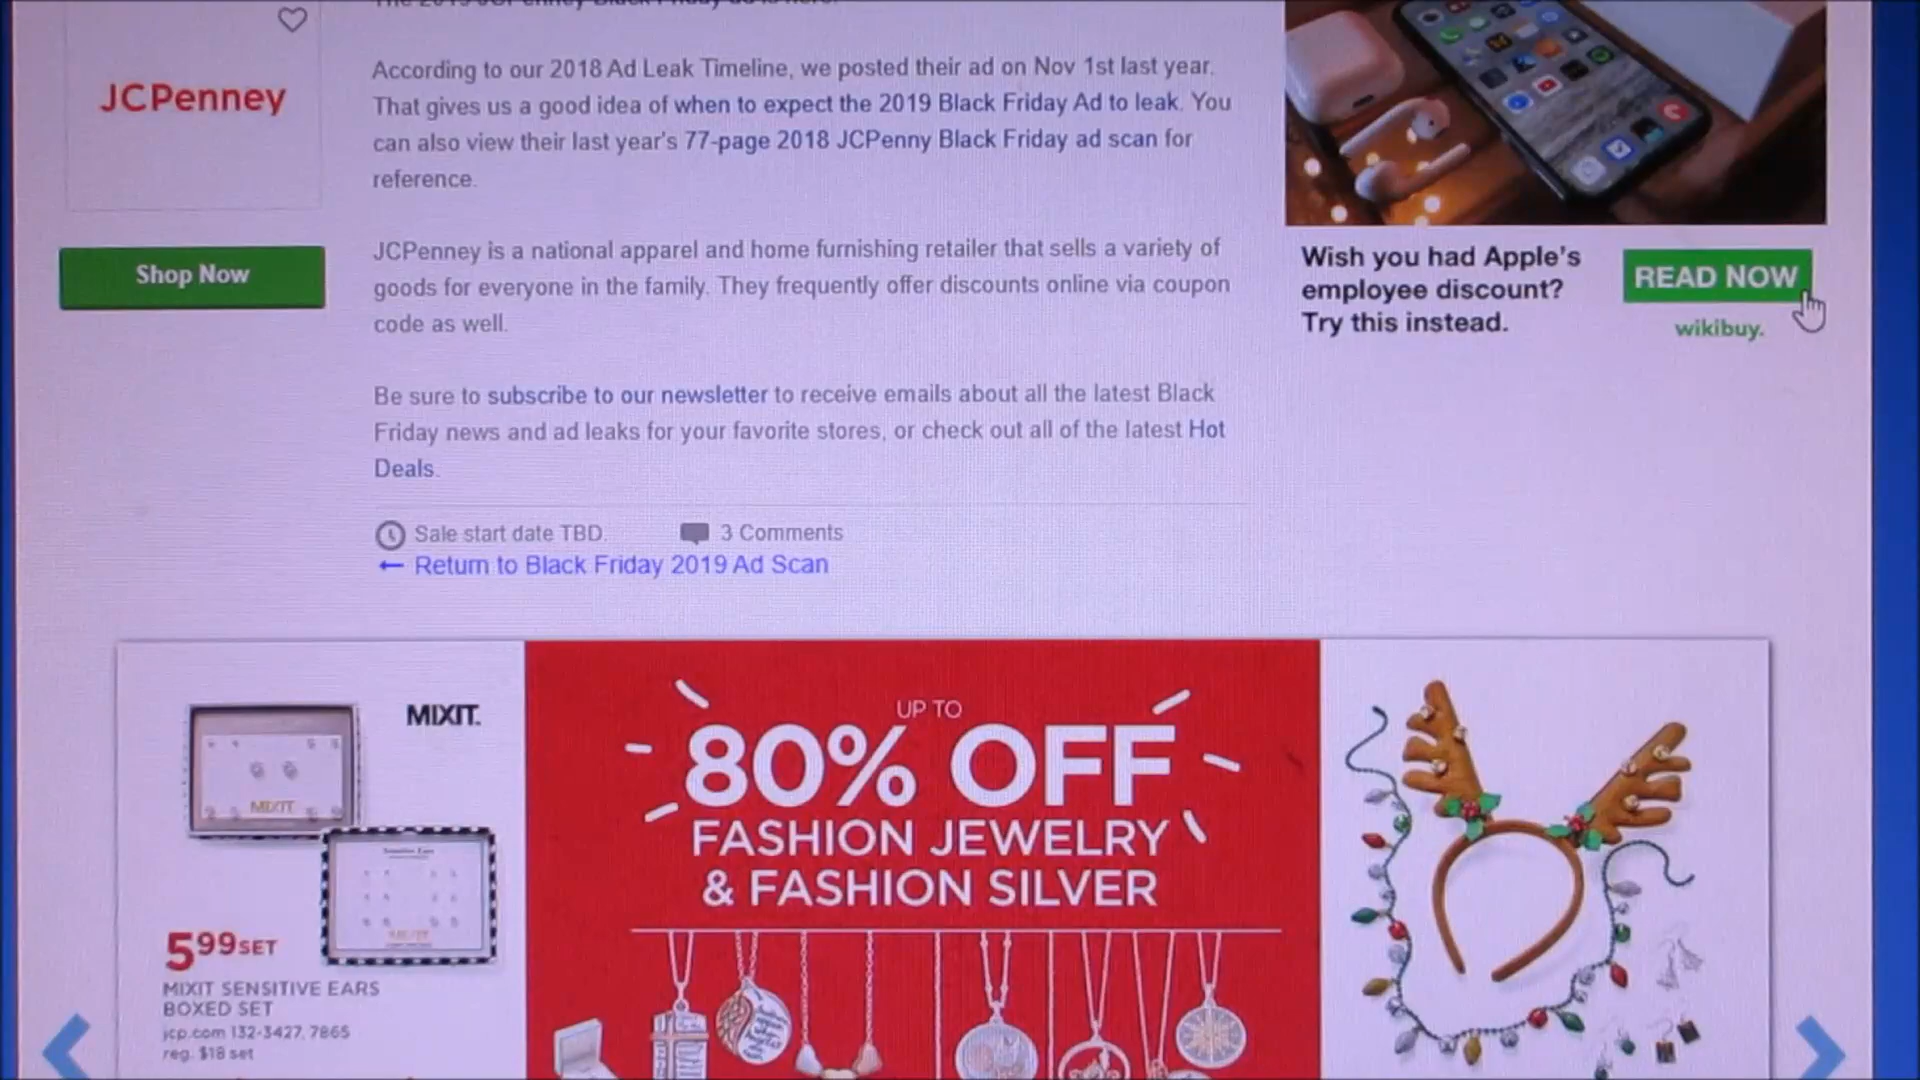 JCPenney
Shop Now
According to our 2018 Ad Leak Timeline, we posted their ad on Nov 1st last year.
That gives us a good idea of when to expect the 2019 Black Friday Ad to leak. You
can also view their last year's 77-page 2018 JCPenny Black Friday ad scan for
reference.
JCPenney is a national apparel and home furnishing retailer that sells a variety of
goods for everyone in the family. They frequently offer discounts online via coupon
code as well.
Be sure to subscribe to our newsletter to receive emails about all the latest Black
Friday news and ad leaks for your favorite stores, or check out all of the latest Hot
Deals.
Sale start date TBD.
3 Comments
Return to Black Friday 2019 Ad Scan
Wish you had Apple's
employee discount?
Try this instead.
READ NOW
wikibuy.
MIXIT.
MIXIT
Sensitive Ears
5 99 SET
MIXIT SENSITIVE EARS
BOXED SET
jcp.com 132-3427, 7865
reg. $18 set
UP TO
80% OFF
FASHION JEWELRY
& FASHION SILVER